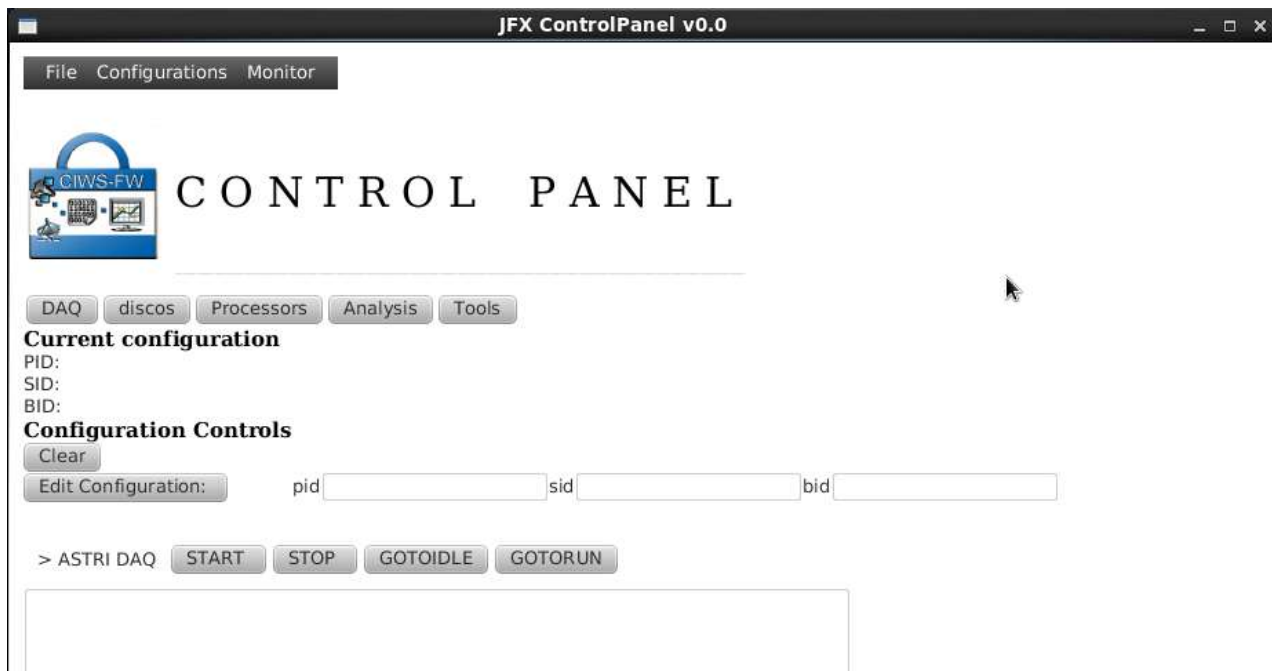 JFX ControlPanel v0.0
File Configurations Monitor
CIWS-FW
CONTROL PANEL
DAQ discos Processors Analysis Tools
Current configuration
PID:
SID:
BID:
Configuration Controls
Clear
Edit Configuration: pid sid bid
> ASTRI DAQ START STOP GOTOIDLE GOTORUN